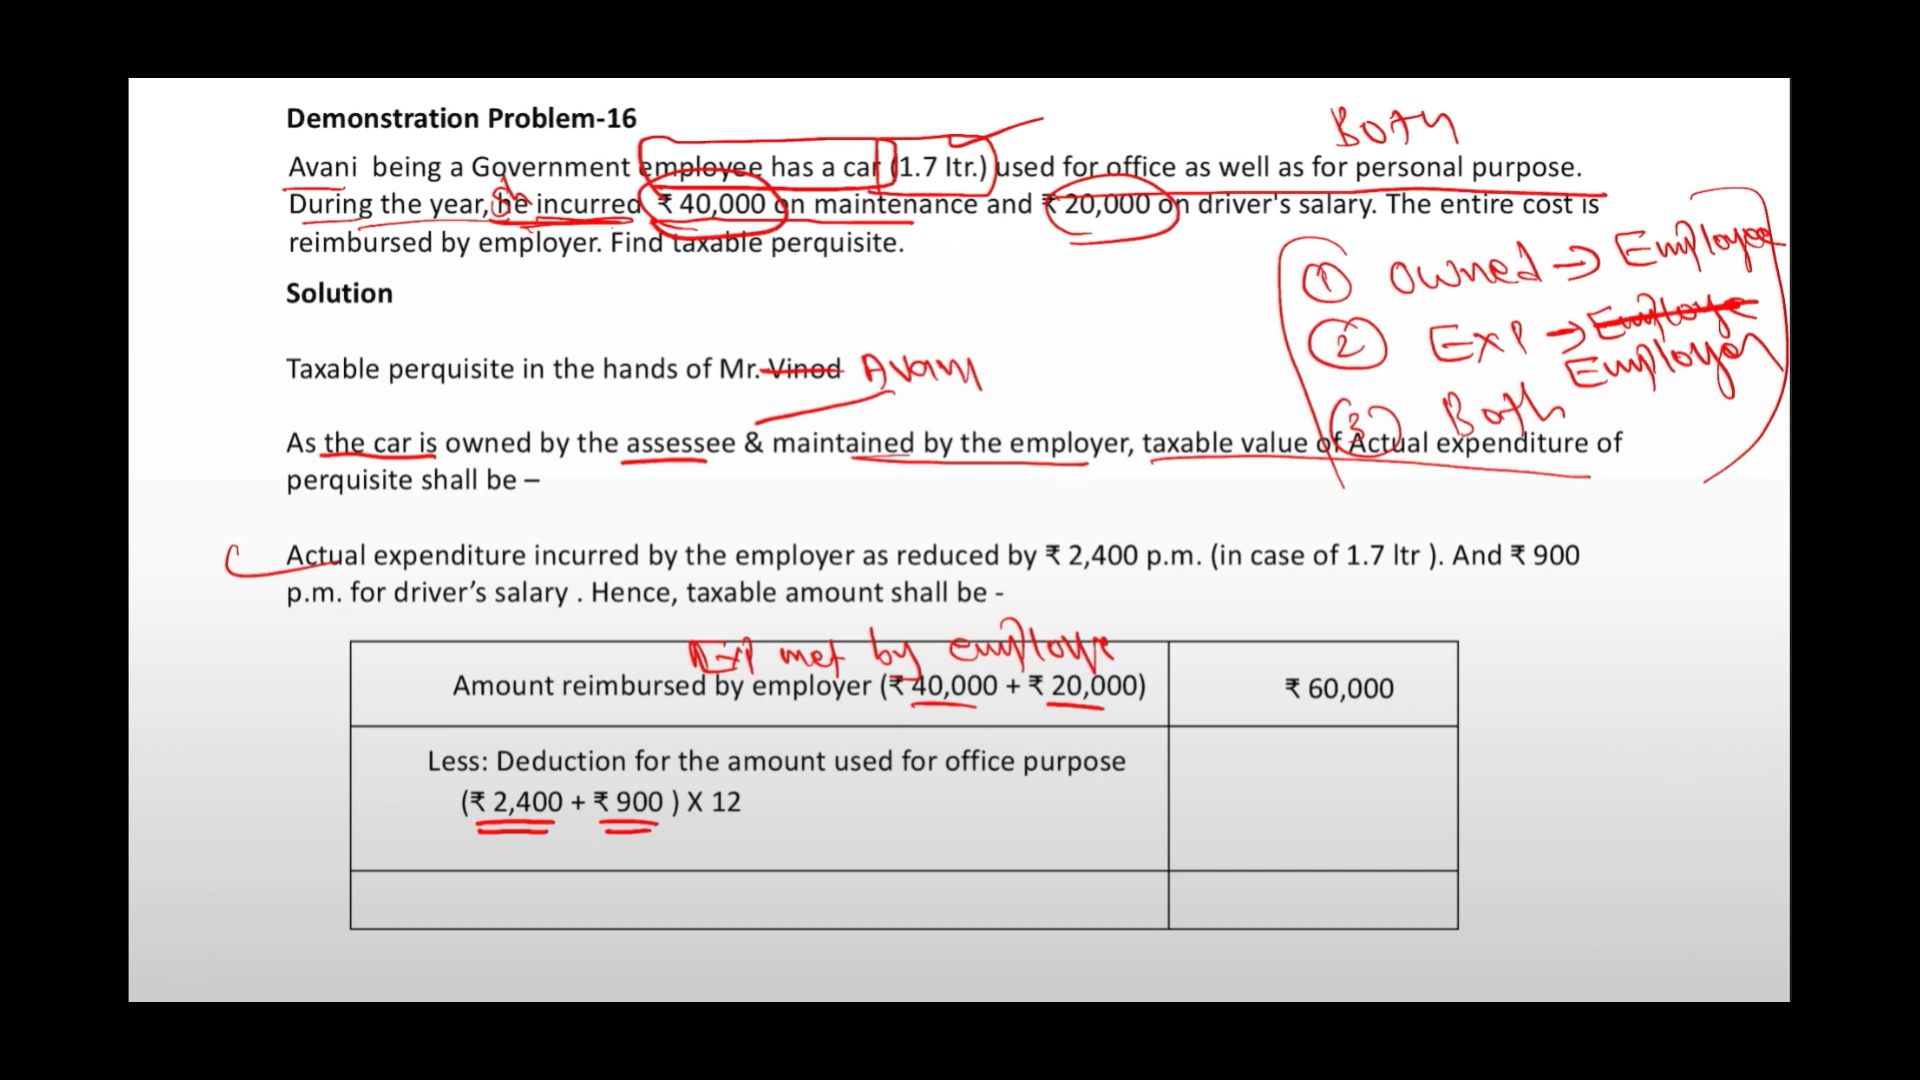 Demonstration Problem-16
BOTH
Avani being a Government employee has a car (1.7 ltr.) used for office as well as for personal purpose.
During the year, he incurred ₹ 40,000 on maintenance and ₹ 20,000 on driver's salary. The entire cost is
reimbursed by employer. Find taxable perquisite.
① Owned → Employee
Solution
② EXP → Employe
Employer
Taxable perquisite in the hands of Mr. Vinod Avani
③ Both
As the car is owned by the assessee & maintained by the employer, taxable value of Actual expenditure of
perquisite shall be –
Actual expenditure incurred by the employer as reduced by ₹ 2,400 p.m. (in case of 1.7 ltr ). And ₹ 900
p.m. for driver’s salary . Hence, taxable amount shall be -
Exp met by employe
Amount reimbursed by employer (₹ 40,000 + ₹ 20,000) ₹ 60,000
Less: Deduction for the amount used for office purpose
(₹ 2,400 + ₹ 900 ) X 12